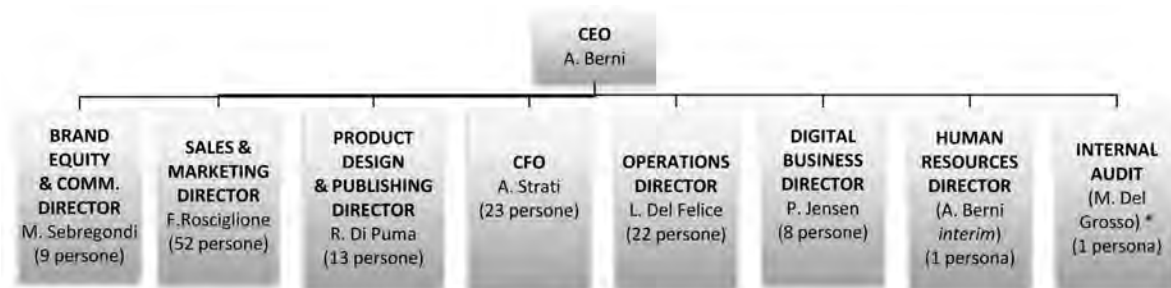 CEO
A. Berni
BRAND
EQUITY
& COMM.
DIRECTOR
M. Sebregondi
(9 persone)
SALES &
MARKETING
DIRECTOR
F.Rosciglione
(52 persone)
PRODUCT
DESIGN
& PUBLISHING
DIRECTOR
R. Di Puma
(13 persone)
CFO
A. Strati
(23 persone)
OPERATIONS
DIRECTOR
L. Del Felice
(22 persone)
DIGITAL
BUSINESS
DIRECTOR
P. Jensen
(8 persone)
HUMAN
RESOURCES
DIRECTOR
(A. Berni
interim)
(1 persona)
INTERNAL
AUDIT
(M. Del
Grosso) *
(1 persona)